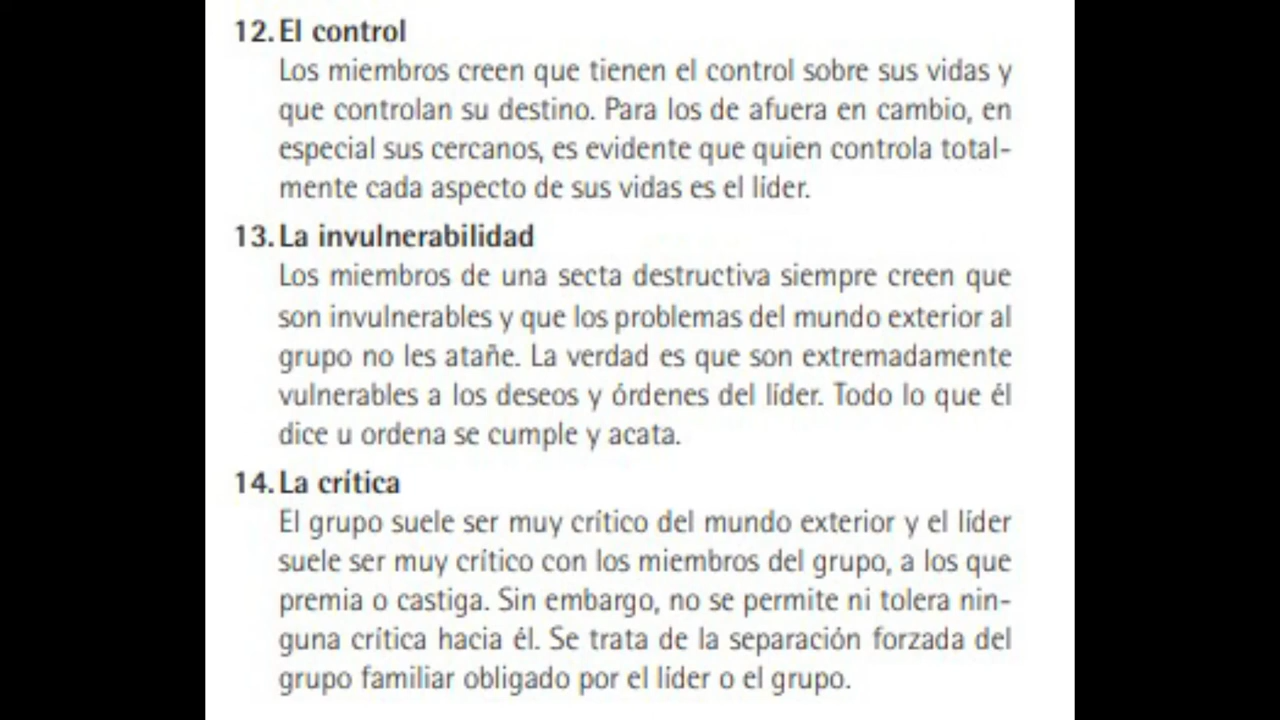 12. El control
Los miembros creen que tienen el control sobre sus vidas y
que controlan su destino. Para los de afuera en cambio, en
especial sus cercanos, es evidente que quien controla total-
mente cada aspecto de sus vidas es el líder.
13. La invulnerabilidad
Los miembros de una secta destructiva siempre creen que
son invulnerables y que los problemas del mundo exterior al
grupo no les atañe. La verdad es que son extremadamente
vulnerables a los deseos y órdenes del líder. Todo lo que él
dice u ordena se cumple y acata.
14. La crítica
El grupo suele ser muy crítico del mundo exterior y el líder
suele ser muy crítico con los miembros del grupo, a los que
premia o castiga. Sin embargo, no se permite ni tolera nin-
guna crítica hacia él. Se trata de la separación forzada del
grupo familiar obligado por el líder o el grupo.